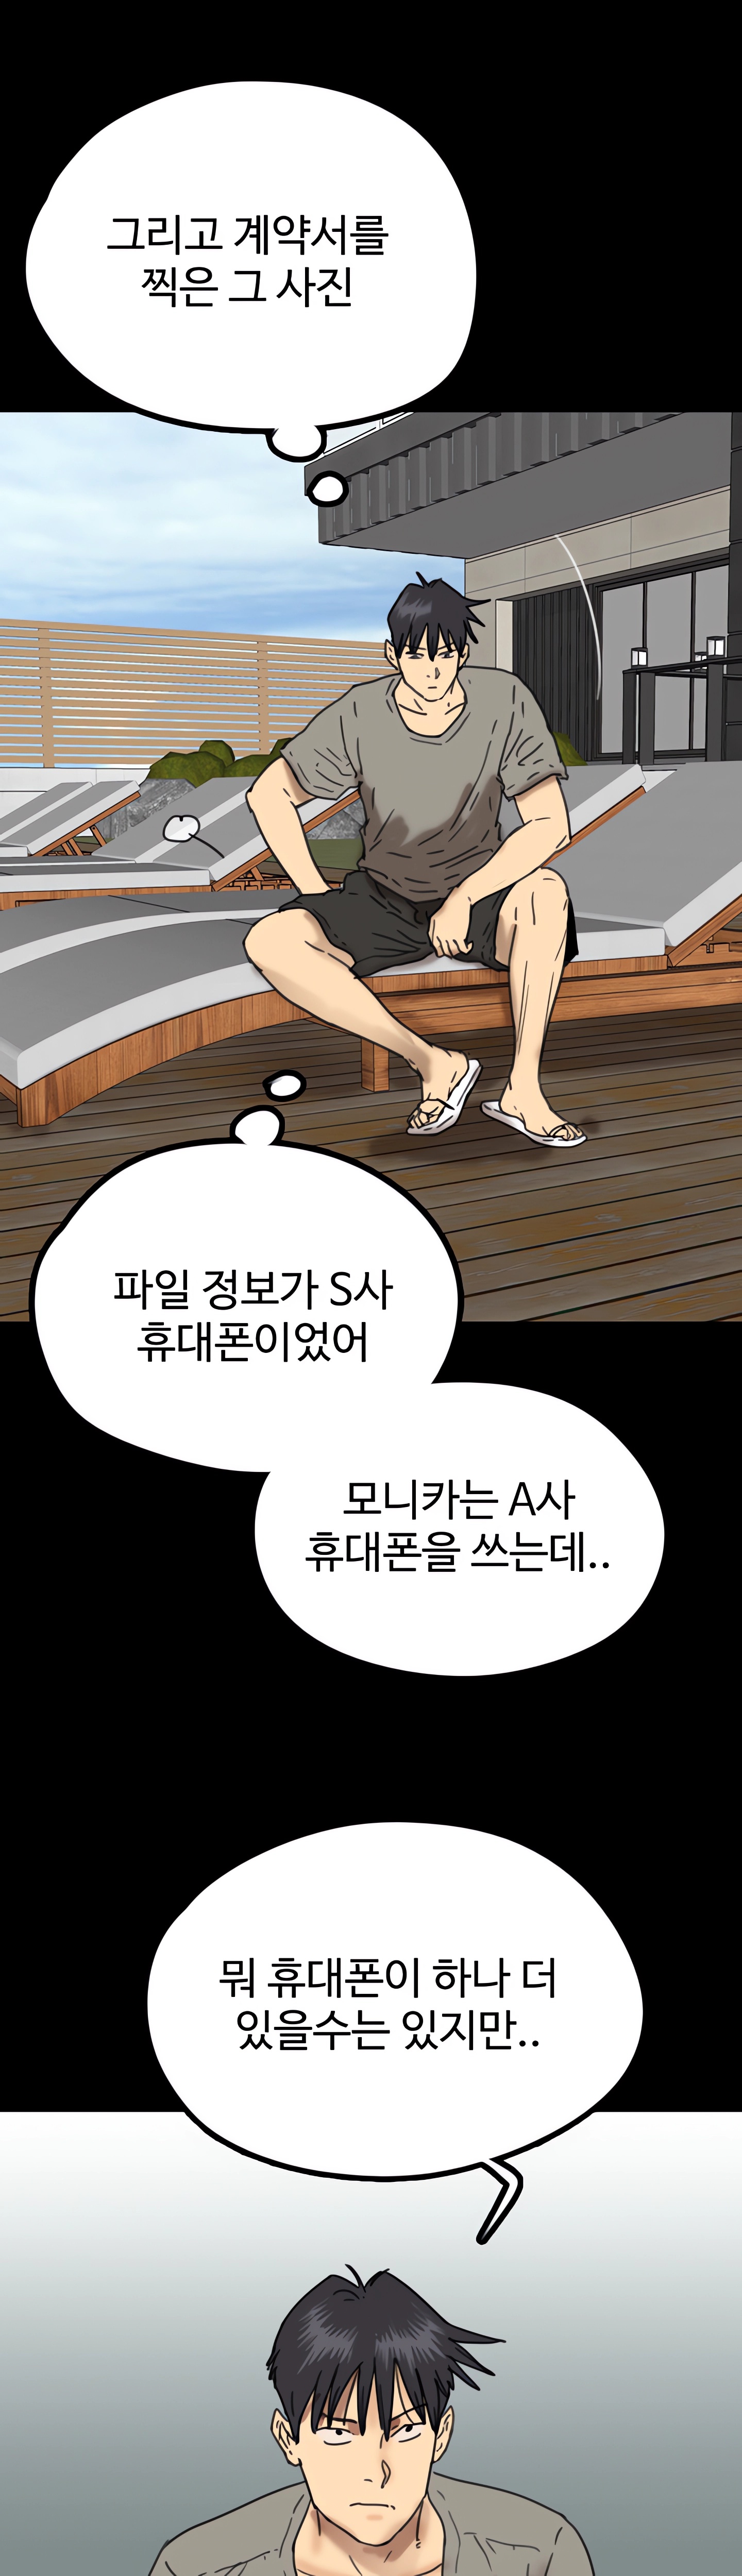 그리고 계약서를
찍은 그 사진
파일 정보가 S사
휴대폰이었어
모니카는 A사
휴대폰을 쓰는데..
뭐 휴대폰이 하나 더
있을수는 있지만..